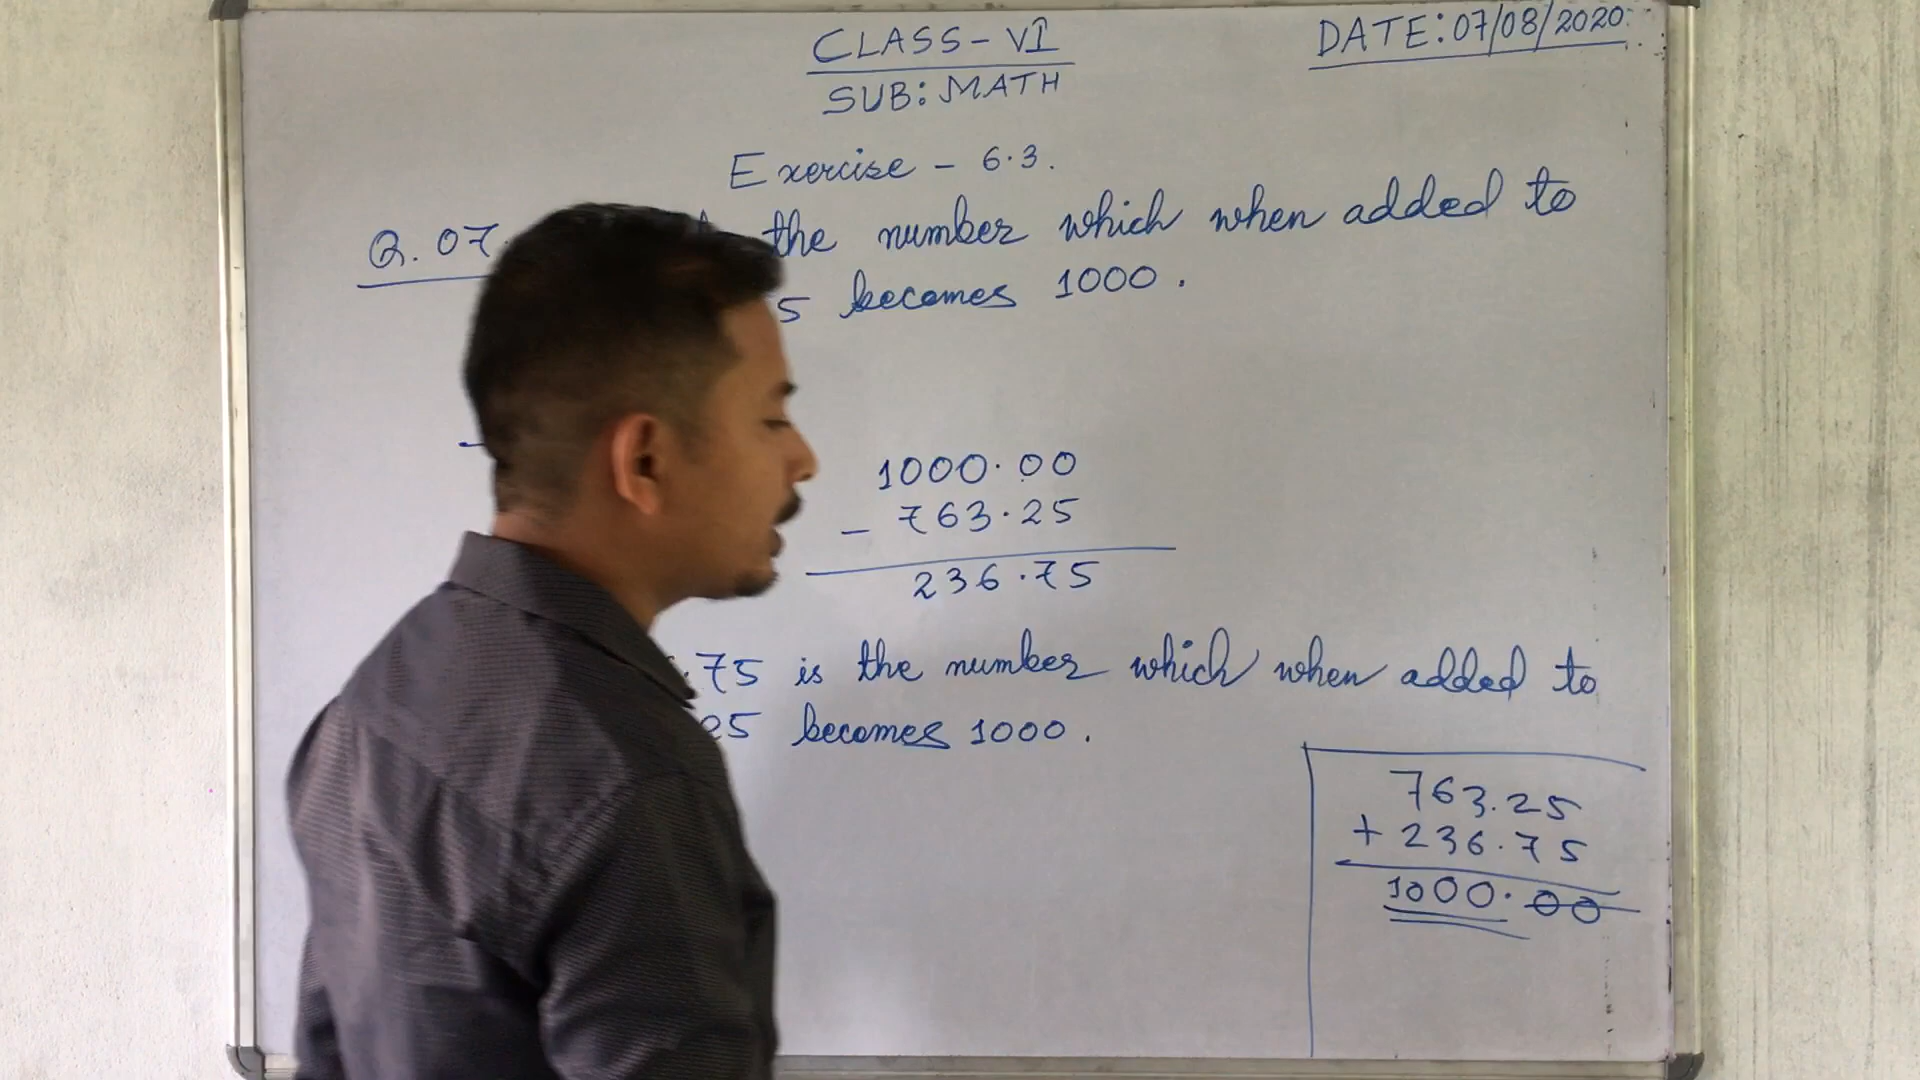 CLASS-VI
DATE: 07/08/2020
SUB: MATH
Exercise - 6.3.
Q. 07. the number which when added to
5 becomes 1000.
1000.00
- 763.25
236.75
.75 is the number which when added to
25 becomes 1000.
763.25
+ 236.75
1000.00